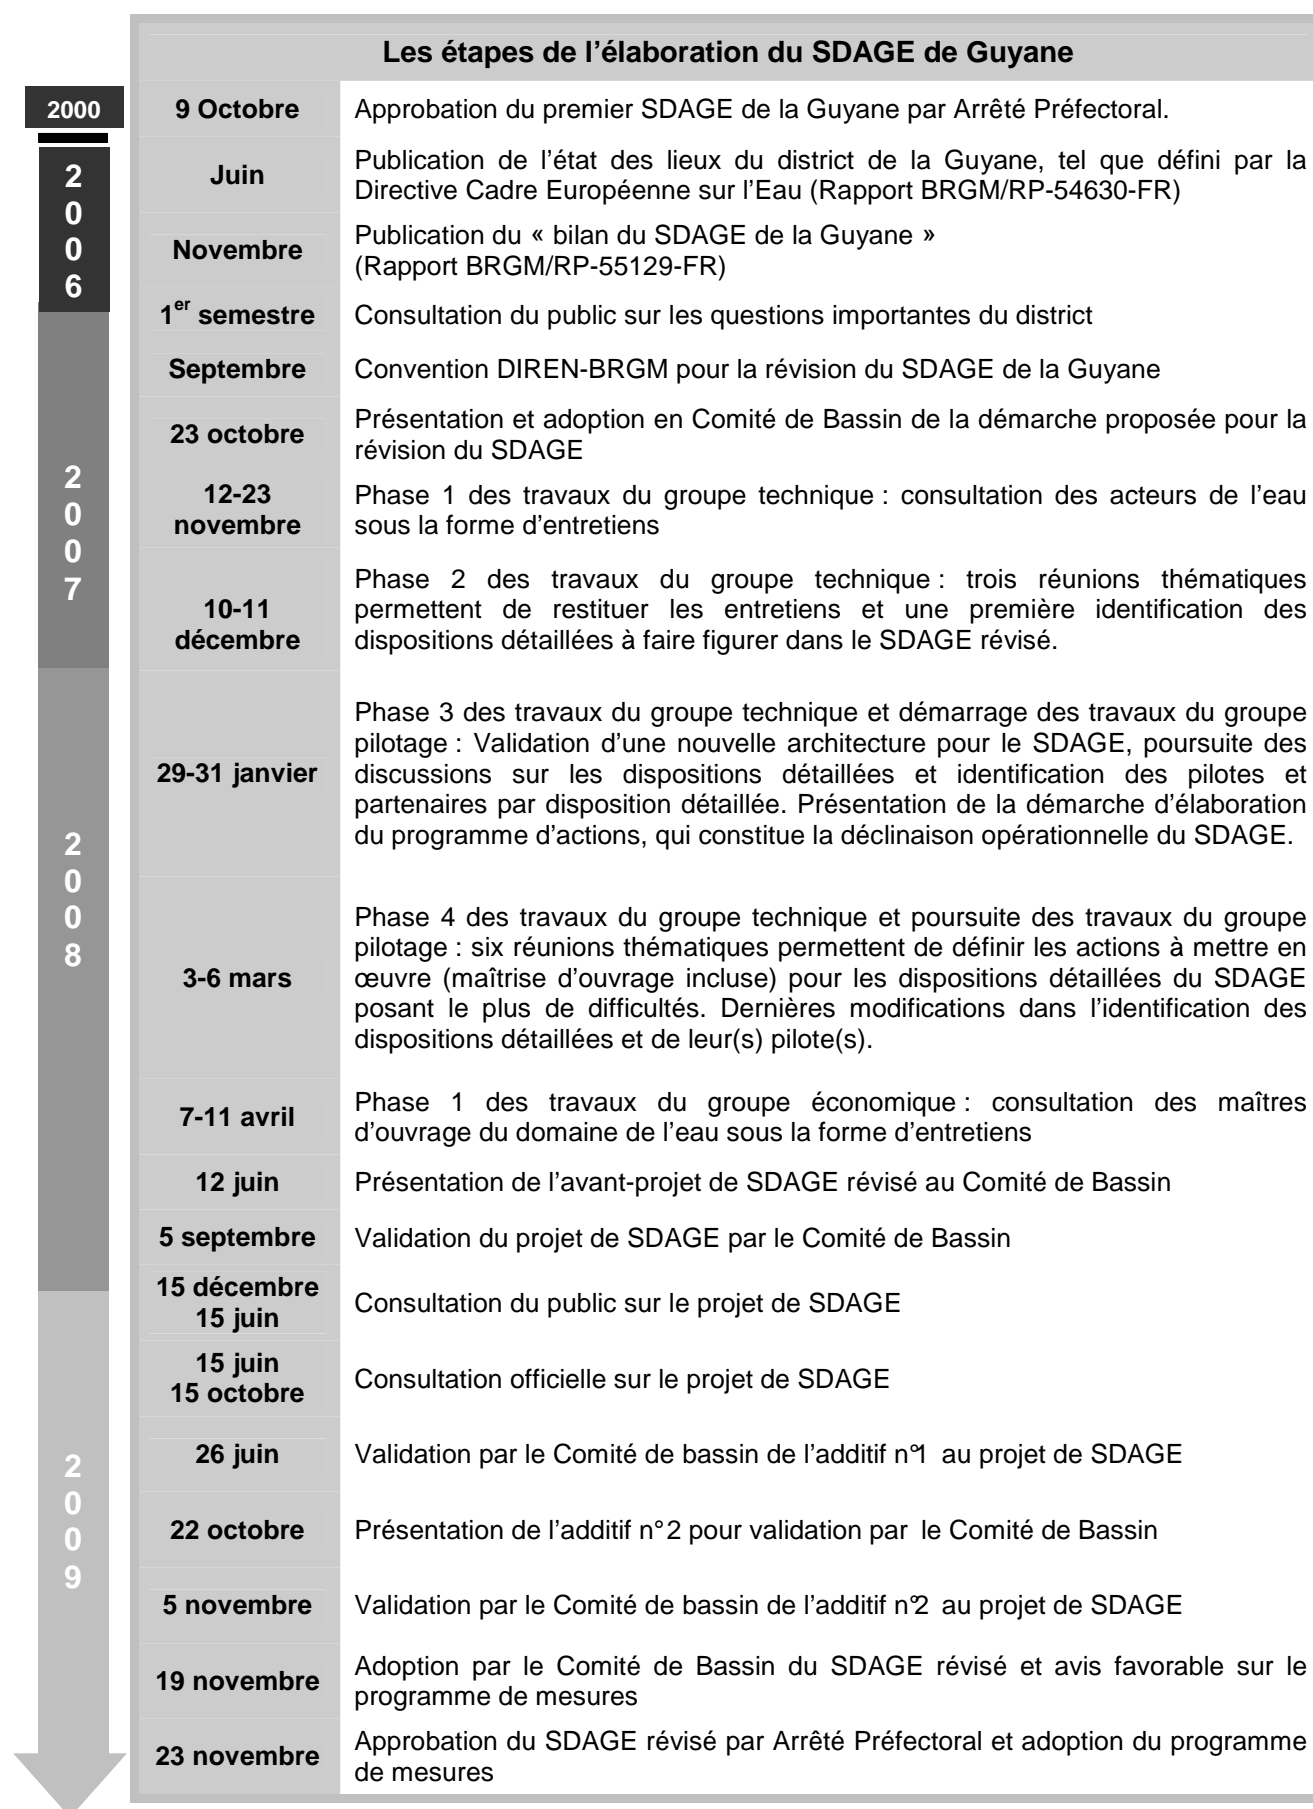 Les étapes de l’élaboration du SDAGE de Guyane
2000
9 Octobre
Approbation du premier SDAGE de la Guyane par Arrêté Préfectoral.
2006
Juin
Publication de l’état des lieux du district de la Guyane, tel que défini par la
Directive Cadre Européenne sur l’Eau (Rapport BRGM/RP-54630-FR)
Novembre
Publication du « bilan du SDAGE de la Guyane »
(Rapport BRGM/RP-55129-FR)
2007
1er semestre
Consultation du public sur les questions importantes du district
Septembre
Convention DIREN-BRGM pour la révision du SDAGE de la Guyane
23 octobre
Présentation et adoption en Comité de Bassin de la démarche proposée pour la
révision du SDAGE
12-23
novembre
Phase 1 des travaux du groupe technique : consultation des acteurs de l’eau
sous la forme d’entretiens
10-11
décembre
Phase 2 des travaux du groupe technique : trois réunions thématiques
permettent de restituer les entretiens et une première identification des
dispositions détaillées à faire figurer dans le SDAGE révisé.
2008
29-31 janvier
Phase 3 des travaux du groupe technique et démarrage des travaux du groupe
pilotage : Validation d’une nouvelle architecture pour le SDAGE, poursuite des
discussions sur les dispositions détaillées et identification des pilotes et
partenaires par disposition détaillée. Présentation de la démarche d’élaboration
du programme d’actions, qui constitue la déclinaison opérationnelle du SDAGE.
3-6 mars
Phase 4 des travaux du groupe technique et poursuite des travaux du groupe
pilotage : six réunions thématiques permettent de définir les actions à mettre en
œuvre (maîtrise d’ouvrage incluse) pour les dispositions détaillées du SDAGE
posant le plus de difficultés. Dernières modifications dans l’identification des
dispositions détaillées et de leur(s) pilote(s).
7-11 avril
Phase 1 des travaux du groupe économique : consultation des maîtres
d’ouvrage du domaine de l’eau sous la forme d’entretiens
12 juin
Présentation de l’avant-projet de SDAGE révisé au Comité de Bassin
5 septembre
Validation du projet de SDAGE par le Comité de Bassin
15 décembre
15 juin
Consultation du public sur le projet de SDAGE
2009
15 juin
15 octobre
Consultation officielle sur le projet de SDAGE
26 juin
Validation par le Comité de bassin de l’additif n°1 au projet de SDAGE
22 octobre
Présentation de l’additif n° 2 pour validation par le Comité de Bassin
5 novembre
Validation par le Comité de bassin de l’additif n°2 au projet de SDAGE
19 novembre
Adoption par le Comité de Bassin du SDAGE révisé et avis favorable sur le
programme de mesures
23 novembre
Approbation du SDAGE révisé par Arrêté Préfectoral et adoption du programme
de mesures